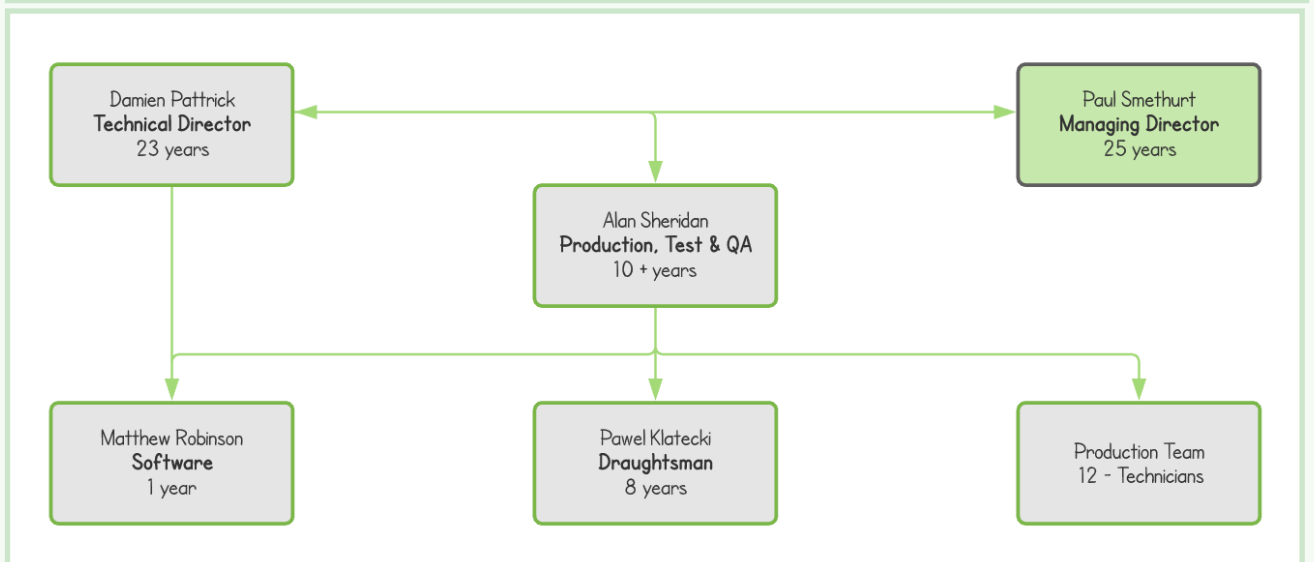 Damien Pattrick
Technical Director
23 years
Paul Smethurt
Managing Director
25 years
Alan Sheridan
Production, Test & QA
10 + years
Matthew Robinson
Software
1 year
Pawel Klatecki
Draughtsman
8 years
Production Team
12 - Technicians